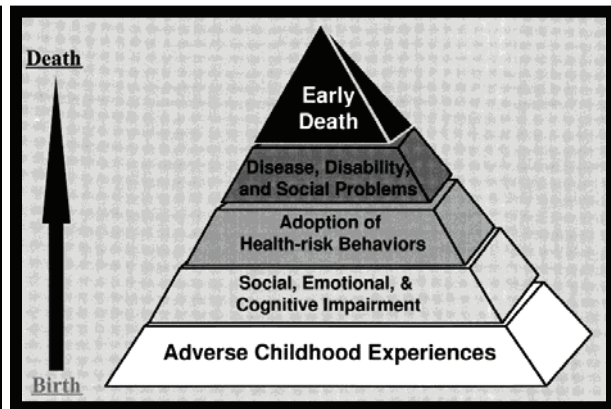 Death
Early
Death
Disease, Disability,
and Social Problems
Adoption of
Health-risk Behaviors
Social, Emotional, &
Cognitive Impairment
Adverse Childhood Experiences
Birth